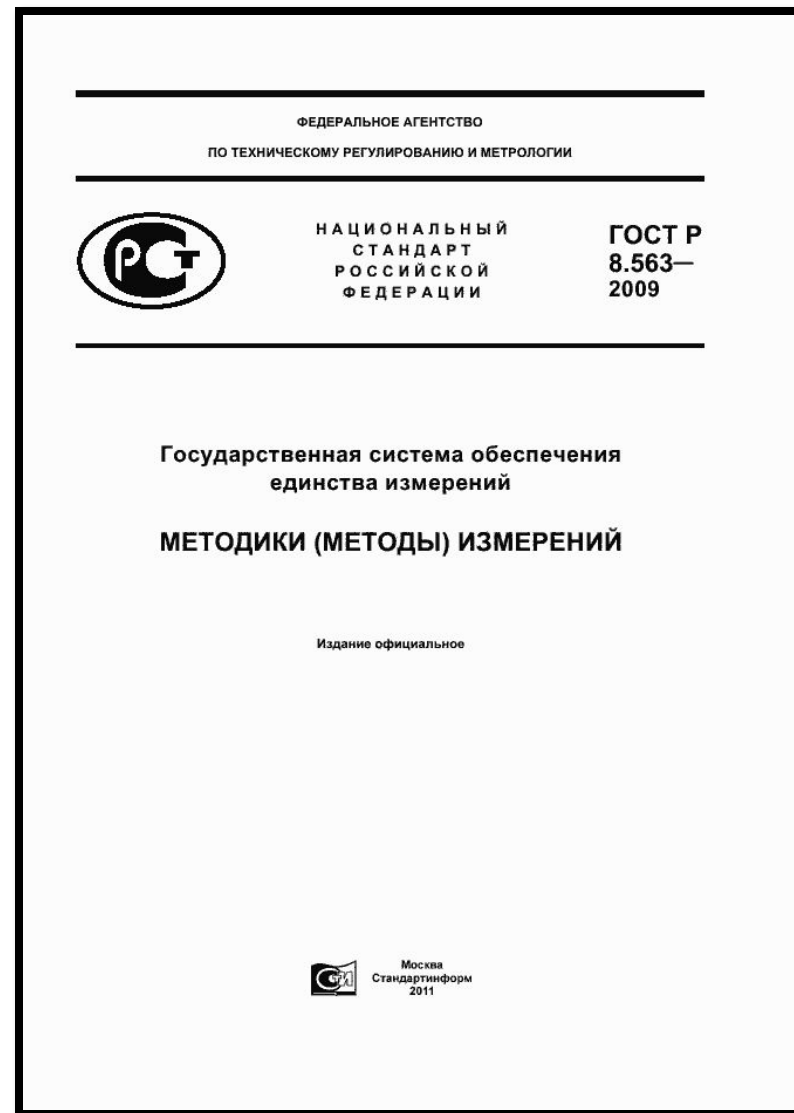 ФЕДЕРАЛЬНОЕ АГЕНТСТВО
ПО ТЕХНИЧЕСКОМУ РЕГУЛИРОВАНИЮ И МЕТРОЛОГИИ
РСТ
НАЦИОНАЛЬНЫЙ
СТАНДАРТ
РОССИЙСКОЙ
ФЕДЕРАЦИИ
ГОСТ Р
8.563—
2009
Государственная система обеспечения
единства измерений
МЕТОДИКИ (МЕТОДЫ) ИЗМЕРЕНИЙ
Издание официальное
Москва
Стандартинформ
2011